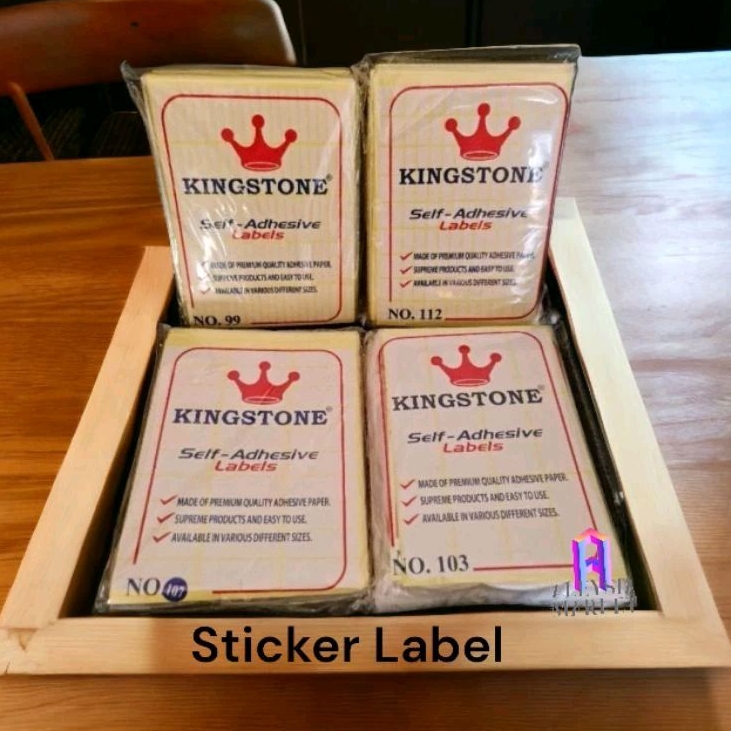 KINGSTONE®
Self-Adhesive
Labels
MADE OF PREMIUM QUALITY ADHESIVE PAPER.
SUPREME PRODUCTS AND EASY TO USE.
AVAILABLE IN VARIOUS DIFFERENT SIZES.
NO. 99
KINGSTONE
Self-Adhesive
Labels
MADE OF PREMIUM QUALITY ADHESIVE PAPER.
SUPREME PRODUCTS AND EASY TO USE.
AVAILABLE IN VARIOUS DIFFERENT SIZES.
NO. 112
KINGSTONE®
Self-Adhesive
Labels
MADE OF PREMIUM QUALITY ADHESIVE PAPER.
SUPREME PRODUCTS AND EASY TO USE.
AVAILABLE IN VARIOUS DIFFERENT SIZES.
NO 107
KINGSTONE®
Self-Adhesive
Labels
MADE OF PREMIUM QUALITY ADHESIVE PAPER.
SUPREME PRODUCTS AND EASY TO USE.
AVAILABLE IN VARIOUS DIFFERENT SIZES.
NO. 103
MARKET
Sticker Label